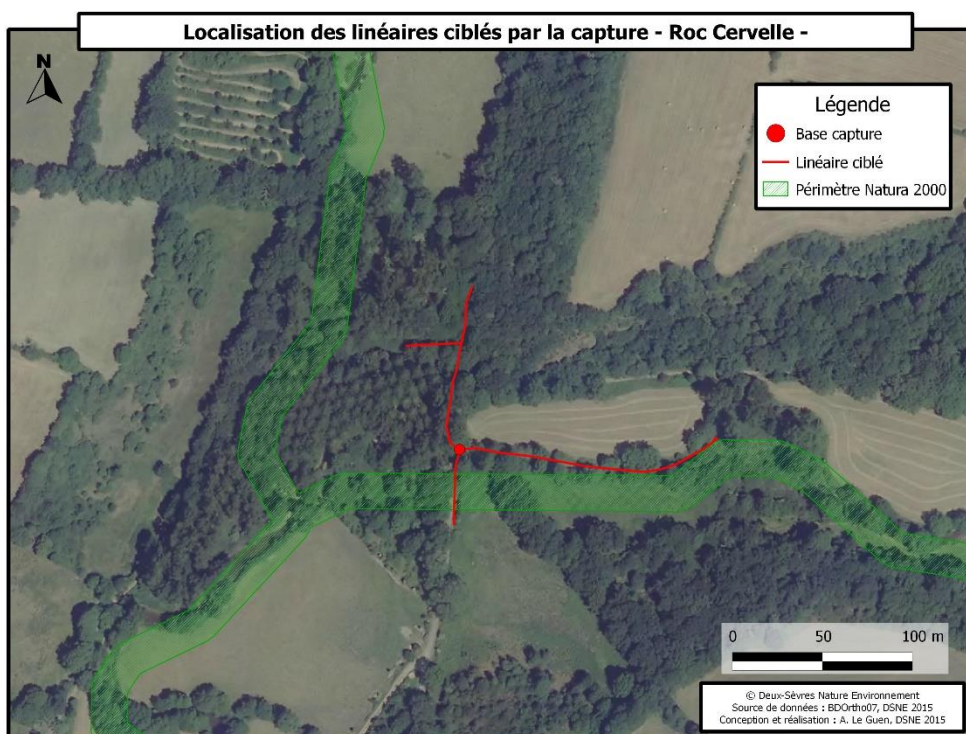 Localisation des linéaires ciblés par la capture - Roc Cervelle -
N
Légende
Base capture
Linéaire ciblé
Périmètre Natura 2000
0 50 100 m
© Deux-Sèvres Nature Environnement
Source de données : BDOrtho07, DSNE 2015
Conception et réalisation : A. Le Guen, DSNE 2015